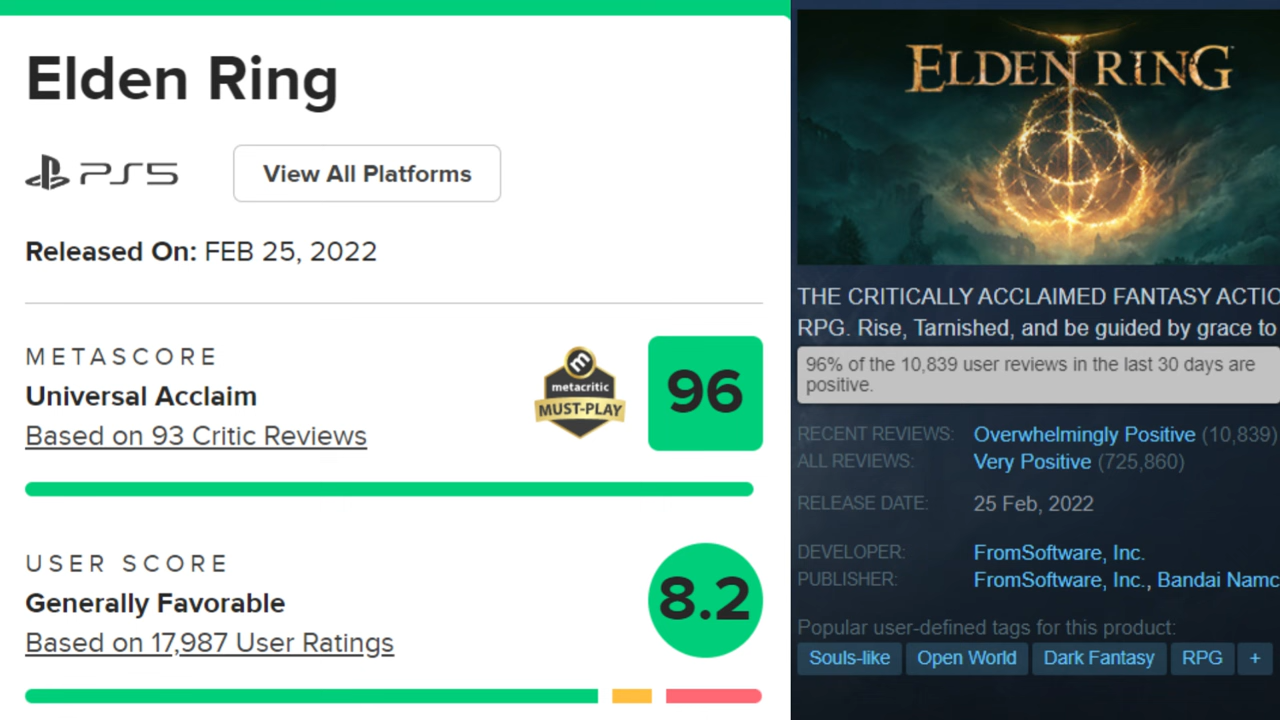 Elden Ring
PS5
View All Platforms
Released On: FEB 25, 2022
METASCORE
Universal Acclaim
Based on 93 Critic Reviews
m
metacritic
MUST-PLAY
96
USER SCORE
Generally Favorable
Based on 17,987 User Ratings
8.2
ELDEN RING
THE CRITICALLY ACCLAIMED FANTASY ACTIO
RPG. Rise, Tarnished, and be guided by grace to
96% of the 10,839 user reviews in the last 30 days are
positive.
RECENT REVIEWS: Overwhelmingly Positive (10,839)
ALL REVIEWS: Very Positive (725,860)
RELEASE DATE: 25 Feb, 2022
DEVELOPER: FromSoftware, Inc.
PUBLISHER: FromSoftware, Inc., Bandai Namc
Popular user-defined tags for this product:
Souls-like Open World Dark Fantasy RPG +